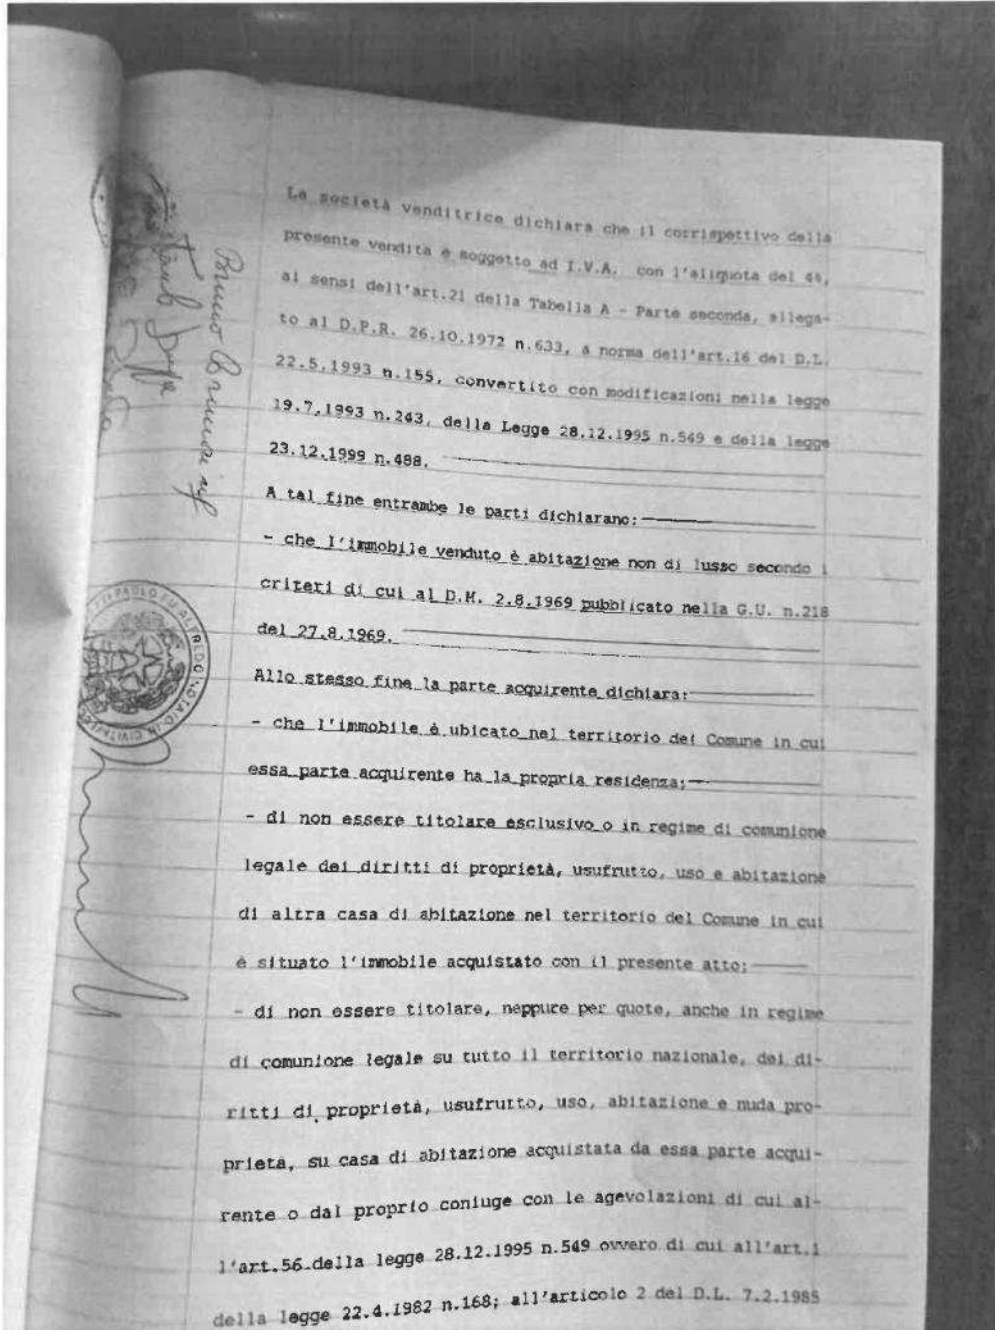 La società venditrice dichiara che il corrispettivo della
presente vendita è soggetto ad I.V.A. con l'aliquota del 4%,
ai sensi dell'art.21 della Tabella A - Parte seconda, allega-
to al D.P.R. 26.10.1972 n.633, a norma dell'art.16 del D.L.
22.5.1993 n.155, convertito con modificazioni nella legge
19.7.1993 n.243, della Legge 28.12.1995 n.549 e della legge
23.12.1999 n.488.
A tal fine entrambe le parti dichiarano:
- che l'immobile venduto è abitazione non di lusso secondo i
criteri di cui al D.M. 2.8.1969 pubblicato nella G.U. n.218
del 27.8.1969.
Allo stesso fine la parte acquirente dichiara:
- che l'immobile è ubicato nel territorio del Comune in cui
essa parte acquirente ha la propria residenza;
- di non essere titolare esclusivo o in regime di comunione
legale dei diritti di proprietà, usufrutto, uso e abitazione
di altra casa di abitazione nel territorio del Comune in cui
è situato l'immobile acquistato con il presente atto;
- di non essere titolare, neppure per quote, anche in regime
di comunione legale su tutto il territorio nazionale, dei di-
ritti di proprietà, usufrutto, uso, abitazione e nuda pro-
prietà, su casa di abitazione acquistata da essa parte acqui-
rente o dal proprio coniuge con le agevolazioni di cui al-
l'art.56 della legge 28.12.1995 n.549 ovvero di cui all'art.1
della legge 22.4.1982 n.168; all'articolo 2 del D.L. 7.2.1985
Bruno
PAOLO FU ALFREDO NOTAIO IN